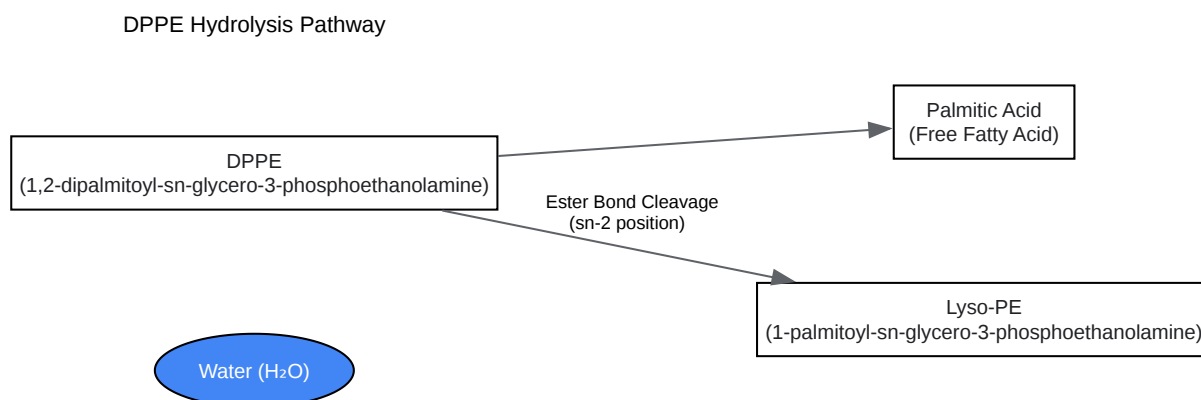 DPPE Hydrolysis Pathway
Palmitic Acid
(Free Fatty Acid)
DPPE
(1,2-dipalmitoyl-sn-glycero-3-phosphoethanolamine)
Ester Bond Cleavage
(sn-2 position)
Lyso-PE
(1-palmitoyl-sn-glycero-3-phosphoethanolamine)
Water (H₂O)